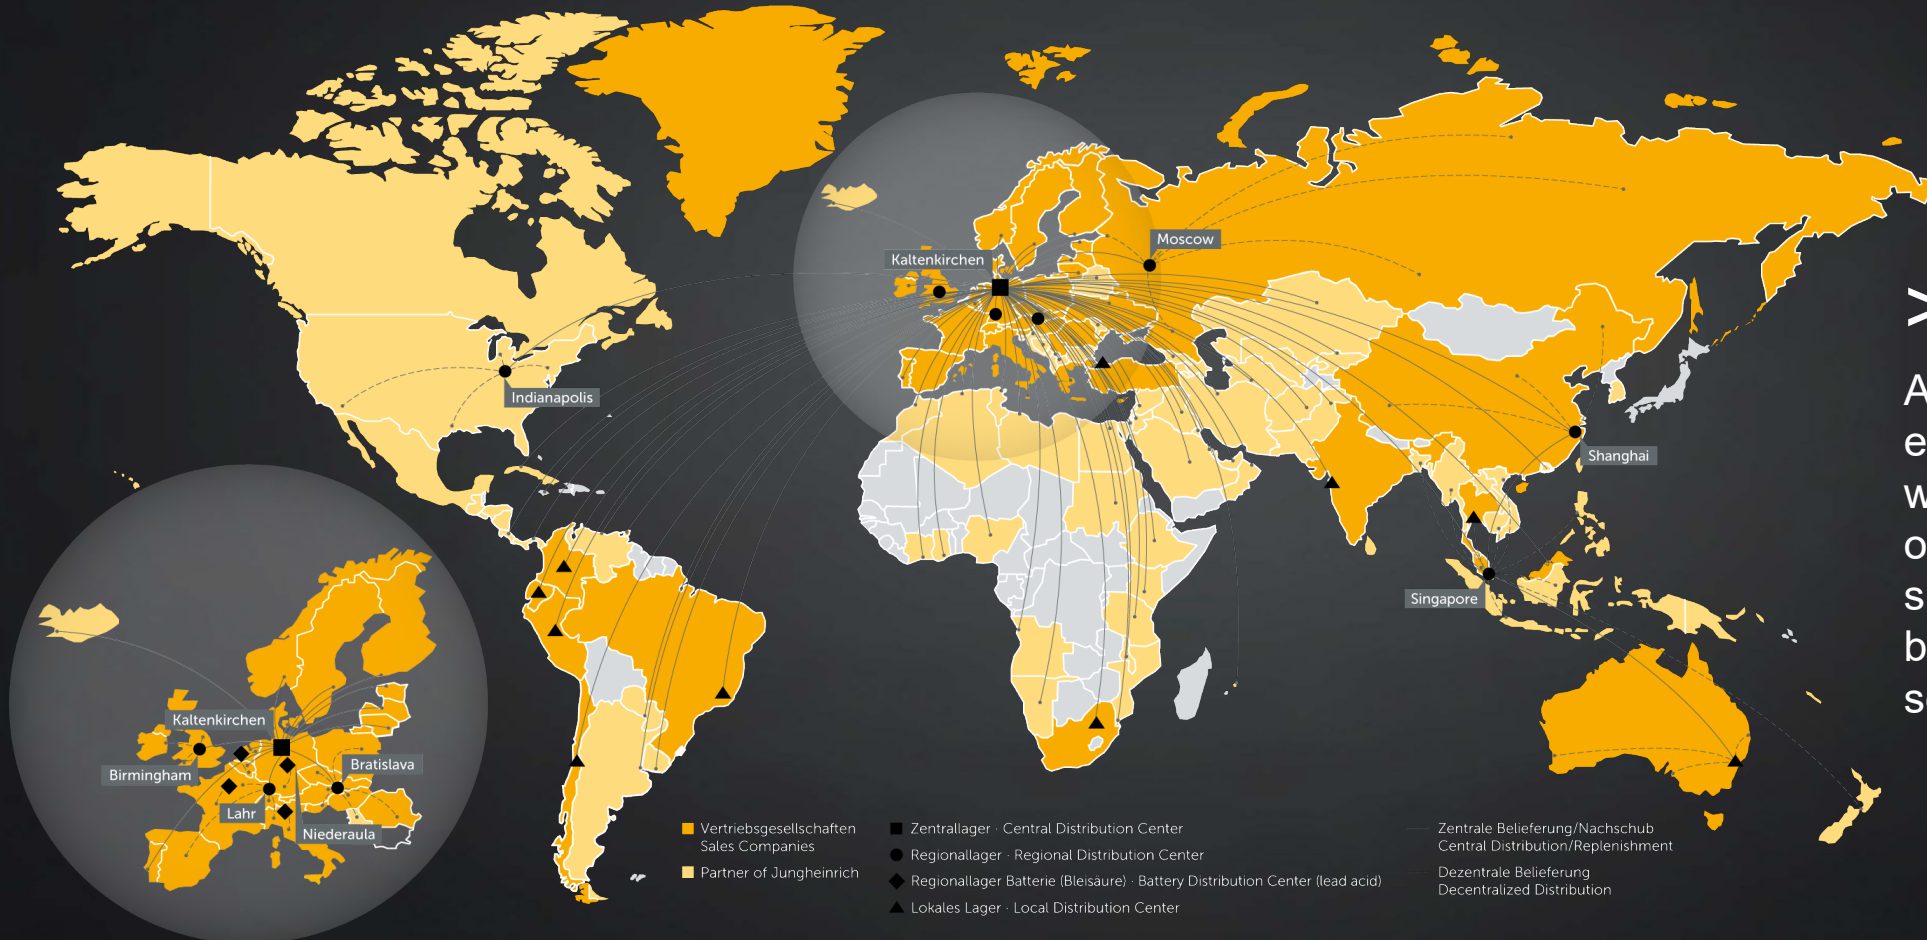 Moscow
Kaltenkirchen
Indianapolis
Shanghai
Singapore
Kaltenkirchen
Birmingham
Bratislava
Lahr
Niederaula
Vertriebsgesellschaften
Sales Companies
Partner of Jungheinrich
Zentrallager · Central Distribution Center
Regionallager · Regional Distribution Center
Regionallager Batterie (Bleisäure) · Battery Distribution Center (lead acid)
Lokales Lager · Local Distribution Center
Zentrale Belieferung/Nachschub
Central Distribution/Replenishment
Dezentrale Belieferung
Decentralized Distribution